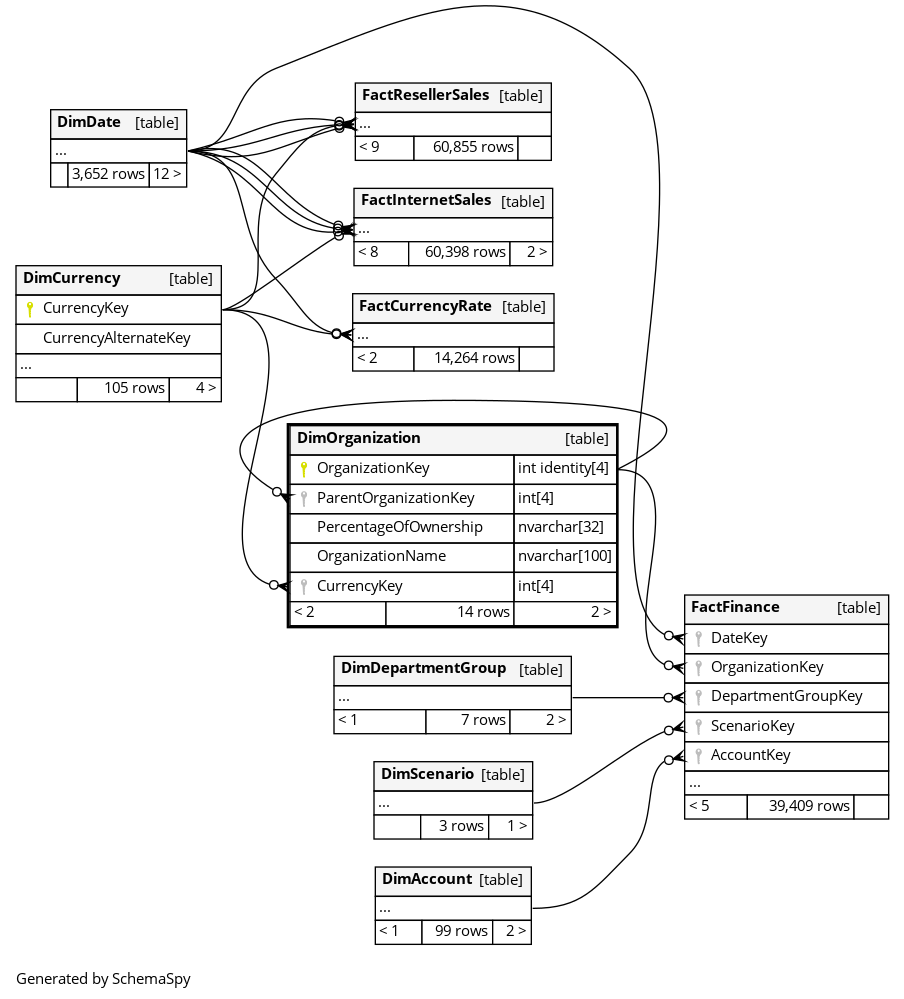 DimDate [table]
...
3,652 rows 12 >
FactResellerSales [table]
...
< 9 60,855 rows
FactInternetSales [table]
...
< 8 60,398 rows 2 >
DimCurrency [table]
CurrencyKey
CurrencyAlternateKey
...
105 rows 4 >
FactCurrencyRate [table]
...
< 2 14,264 rows
DimOrganization [table]
OrganizationKey int identity[4]
ParentOrganizationKey int[4]
PercentageOfOwnership nvarchar[32]
OrganizationName nvarchar[100]
CurrencyKey int[4]
< 2 14 rows 2 >
FactFinance [table]
DateKey
OrganizationKey
DepartmentGroupKey
ScenarioKey
AccountKey
...
< 5 39,409 rows
DimDepartmentGroup [table]
...
< 1 7 rows 2 >
DimScenario [table]
...
3 rows 1 >
DimAccount [table]
...
< 1 99 rows 2 >
Generated by SchemaSpy